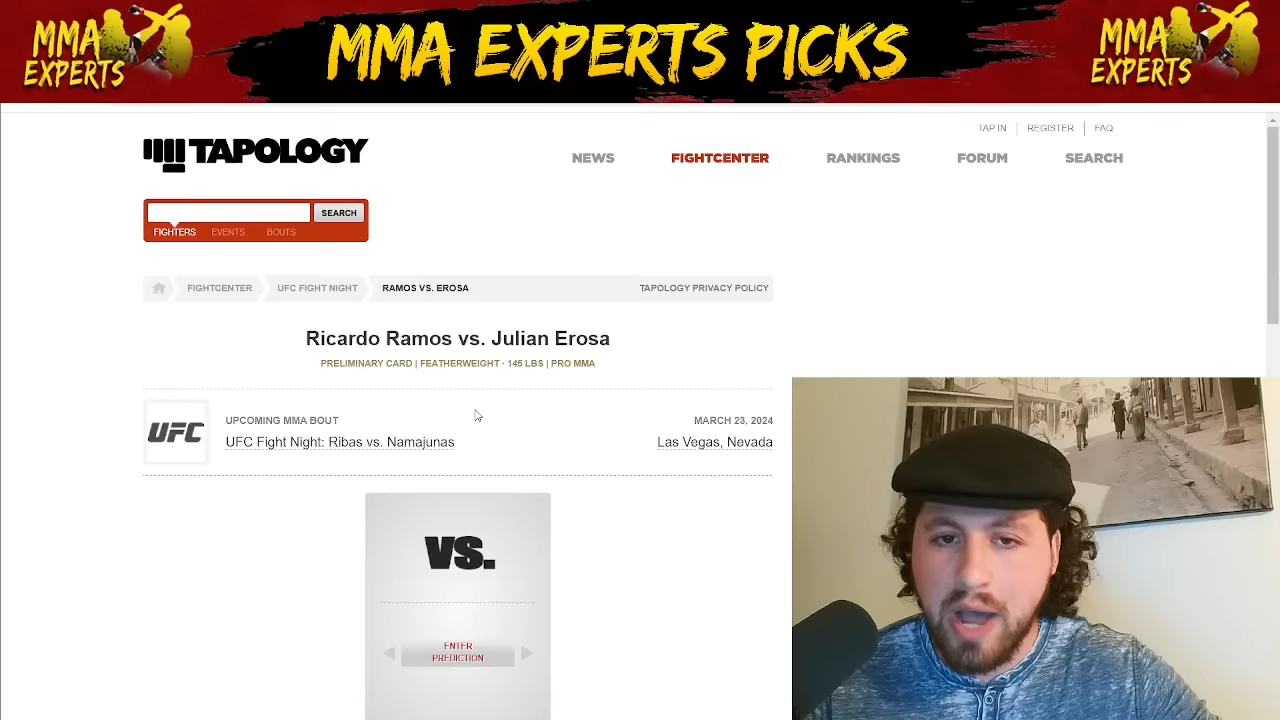 MMA EXPERTS
MMA EXPERTS PICKS
MMA EXPERTS
TAP IN REGISTER FAQ
TAPOLOGY
NEWS FIGHTCENTER RANKINGS FORUM SEARCH
SEARCH
FIGHTERS EVENTS BOUTS
FIGHTCENTER UFC FIGHT NIGHT RAMOS VS. EROSA TAPOLOGY PRIVACY POLICY
Ricardo Ramos vs. Julian Erosa
PRELIMINARY CARD | FEATHERWEIGHT · 145 LBS | PRO MMA
UFC
UPCOMING MMA BOUT MARCH 23, 2024
UFC Fight Night: Ribas vs. Namajunas Las Vegas, Nevada
VS.
ENTER
PREDICTION